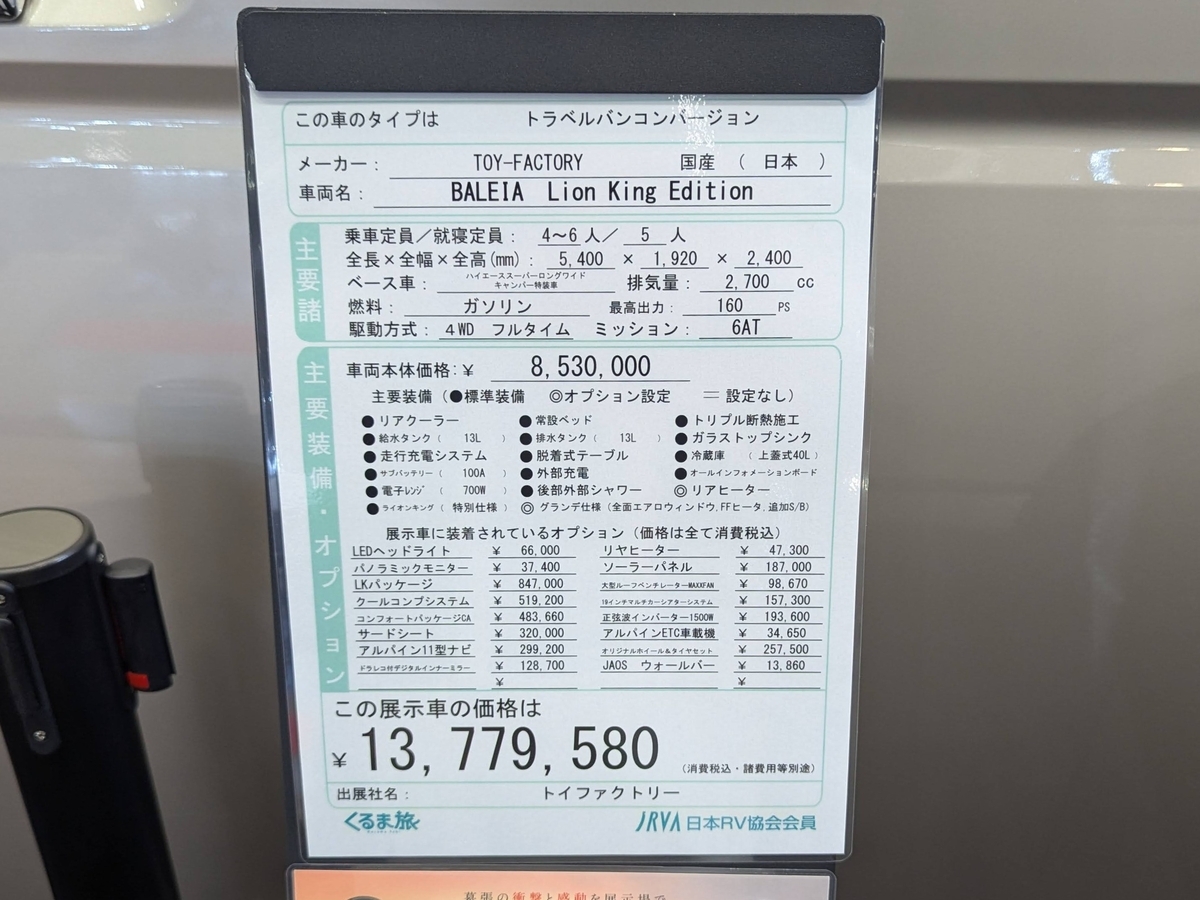 この車のタイプは トラベルバンコンバージョン
メーカー: TOY-FACTORY 国産 ( 日本 )
車両名: BALEIA Lion King Edition
主要諸
乗車定員/就寝定員: 4~6 人/ 5 人
全長×全幅×全高(mm): 5,400 × 1,920 × 2,400
ベース車: ハイエーススーパーロングワイド キャンパー特装車 排気量: 2,700 cc
燃料: ガソリン 最高出力: 160 PS
駆動方式: 4WD フルタイム ミッション: 6AT
主要装備・オプション
車両本体価格:¥ 8,530,000
主要装備(●標準装備 ◎オプション設定 = 設定なし)
●リアクーラー ●常設ベッド ●トリプル断熱施工
●給水タンク( 13L ) ●排水タンク( 13L ) ●ガラストップシンク
●走行充電システム ●脱着式テーブル ●冷蔵庫 (上蓋式40L)
●サブバッテリー( 100A ) ●外部充電 ●オールインフォメーションボード
●電子レンジ( 700W ) ●後部外部シャワー ◎リアヒーター
●ライオンキング( 特別仕様 ) ◎グランデ仕様(全面エアロウィンドウ,FFヒータ,追加S/B)
展示車に装着されているオプション(価格は全て消費税込)
LEDヘッドライト ¥ 66,000 リヤヒーター ¥ 47,300
パノラミックモニター ¥ 37,400 ソーラーパネル ¥ 187,000
LKパッケージ ¥ 847,000 大型ルーフベンチレーターMAXXFAN ¥ 98,670
クールコンプシステム ¥ 519,200 19インチマルチカーシアターシステム ¥ 157,300
コンフォートパッケージCA ¥ 483,660 正弦波インバーター1500W ¥ 193,600
サードシート ¥ 320,000 アルパインETC車載機 ¥ 34,650
アルパイン11型ナビ ¥ 299,200 オリジナルホイール&タイヤセット ¥ 257,500
ドラレコ付デジタルインナーミラー ¥ 128,700 JAOS ウォールバー ¥ 13,860
¥ ¥
この展示車の価格は
¥ 13,779,580 (消費税込・諸費用等別途)
出展社名: トイファクトリー
くるま旅 JRVA 日本RV協会会員
幕張の衝撃と感動を展示場で